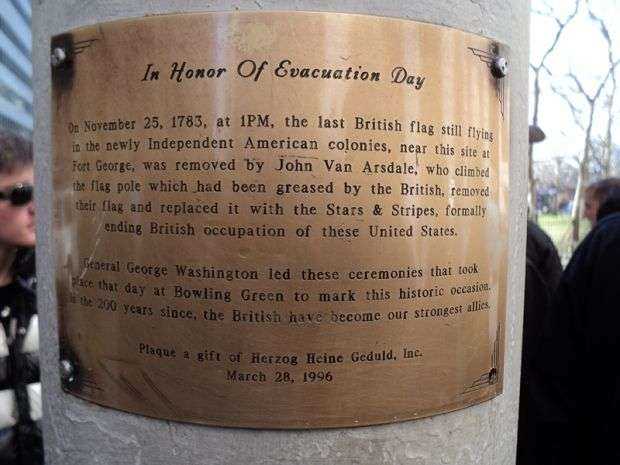 In Honor Of Evacuation Day
On November 25, 1783, at 1PM, the last British flag still flying
in the newly Independent American colonies, near this site at
Fort George, was removed by John Van Arsdale, who climbed
the flag pole which had been greased by the British, removed
their flag and replaced it with the Stars & Stripes, formally
ending British occupation of these United States.
General George Washington led these ceremonies that took
place that day at Bowling Green to mark this historic occasion.
In the 200 years since, the British have become our strongest allies.
Plaque a gift of Herzog Heine Geduld, Inc.
March 28, 1996